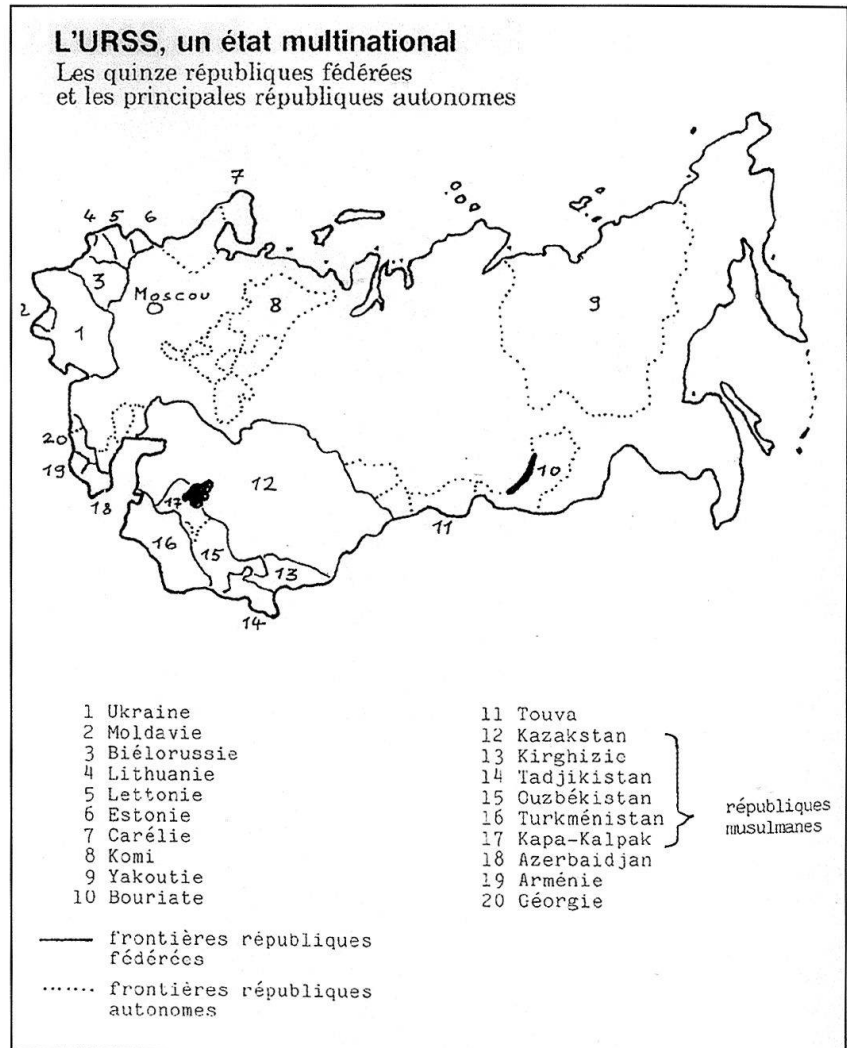 L'URSS, un état multinational
Les quinze républiques fédérées
et les principales républiques autonomes
7
4 5 6
3
Moscou
8
9
2
1
20
19
18
12
17
10
11
16
15
13
14
1 Ukraine
2 Moldavie
3 Biélorussie
4 Lithuanie
5 Lettonie
6 Estonie
7 Carélie
8 Komi
9 Yakoutie
10 Bouriate
11 Touva
12 Kazakstan
13 Kirghizie
14 Tadjikistan
15 Ouzbékistan
16 Turkménistan
17 Kapa-Kalpak
18 Azerbaidjan
19 Arménie
20 Géorgie
républiques
musulmanes
frontières républiques
fédérées
frontières républiques
autonomes